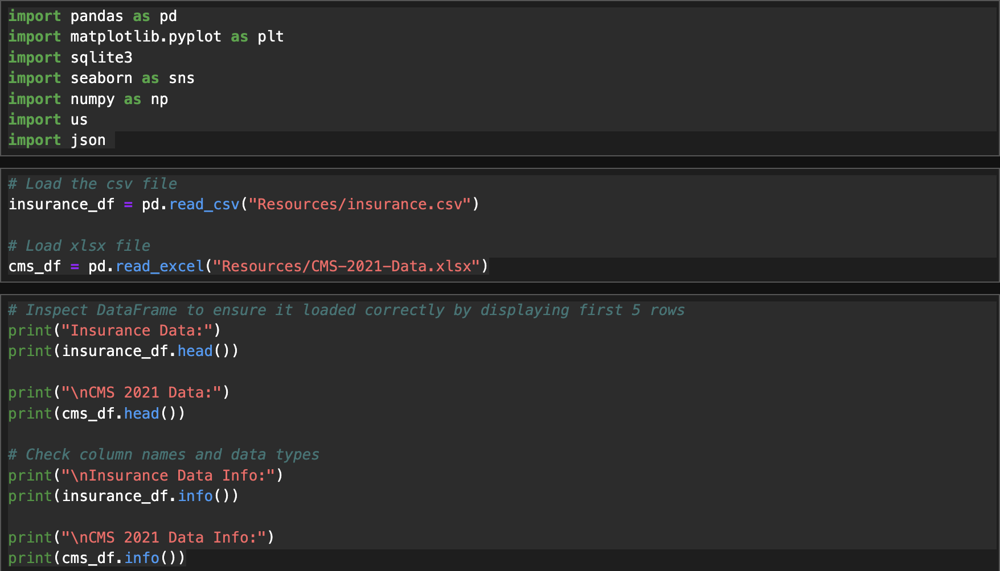 import pandas as pd
import matplotlib.pyplot as plt
import sqlite3
import seaborn as sns
import numpy as np
import us
import json
# Load the csv file
insurance_df = pd.read_csv("Resources/insurance.csv")
# Load xlsx file
cms_df = pd.read_excel("Resources/CMS-2021-Data.xlsx")
# Inspect DataFrame to ensure it loaded correctly by displaying first 5 rows
print("Insurance Data:")
print(insurance_df.head())
print("\nCMS 2021 Data:")
print(cms_df.head())
# Check column names and data types
print("\nInsurance Data Info:")
print(insurance_df.info())
print("\nCMS 2021 Data Info:")
print(cms_df.info())